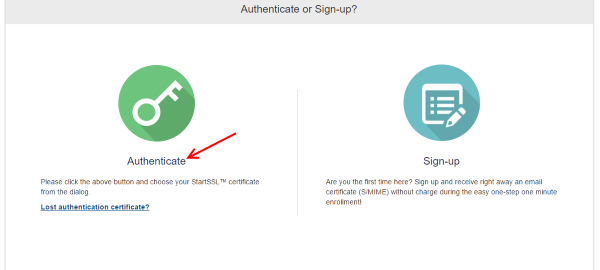 Authenticate or Sign-up?
Authenticate
Please click the above button and choose your StartSSL™ certificate
from the dialog.
Lost authentication certificate?
Sign-up
Are you the first time here? Sign up and receive right away an email
certificate (S/MIME) without charge during the easy one-step one minute
enrollment!